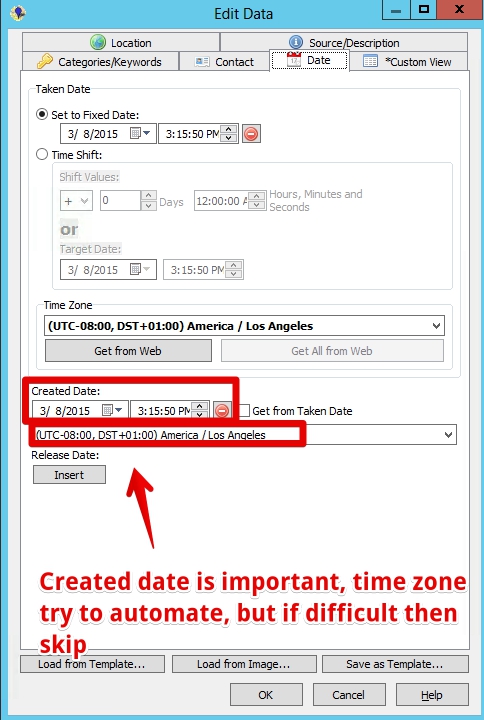 Edit Data
Location
Source/Description
Categories/Keywords
Contact
Date
*Custom View
Taken Date
Set to Fixed Date:
3/ 8/2015
3:15:50 PM
Time Shift:
Shift Values:
+
0
Days
12:00:00 A
Hours, Minutes and
Seconds
or
Target Date:
3/ 8/2015
3:15:50 PM
Time Zone
(UTC-08:00, DST+01:00) America / Los Angeles
Get from Web
Get All from Web
Created Date:
3/ 8/2015
3:15:50 PM
Get from Taken Date
(UTC-08:00, DST+01:00) America / Los Angeles
Release Date:
Insert
Created date is important, time zone
try to automate, but if difficult then
skip
Load from Template...
Load from Image...
Save as Template...
OK
Cancel
Help